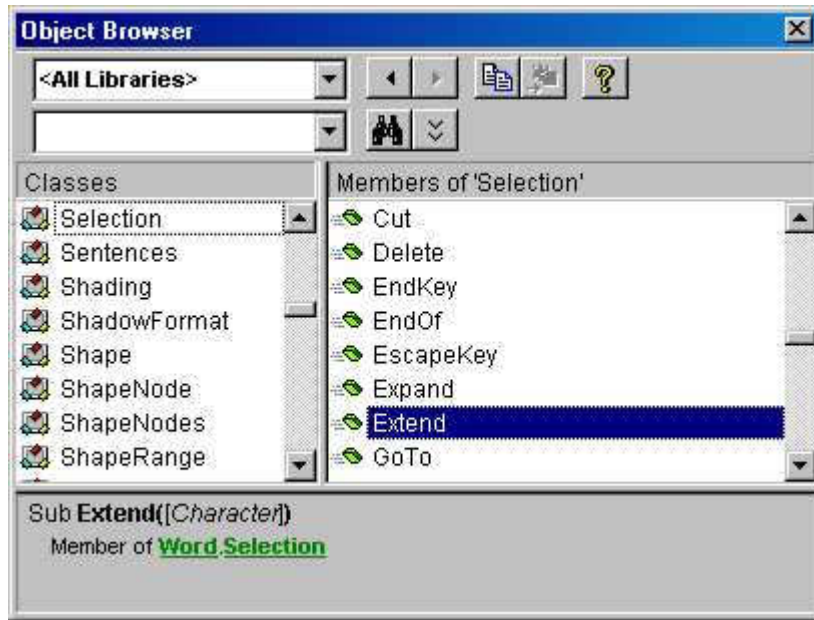 Object Browser
<All Libraries>
Classes
Selection
Sentences
Shading
ShadowFormat
Shape
ShapeNode
ShapeNodes
ShapeRange
Members of 'Selection'
Cut
Delete
EndKey
EndOf
EscapeKey
Expand
Extend
GoTo
Sub Extend([Character])
Member of Word.Selection